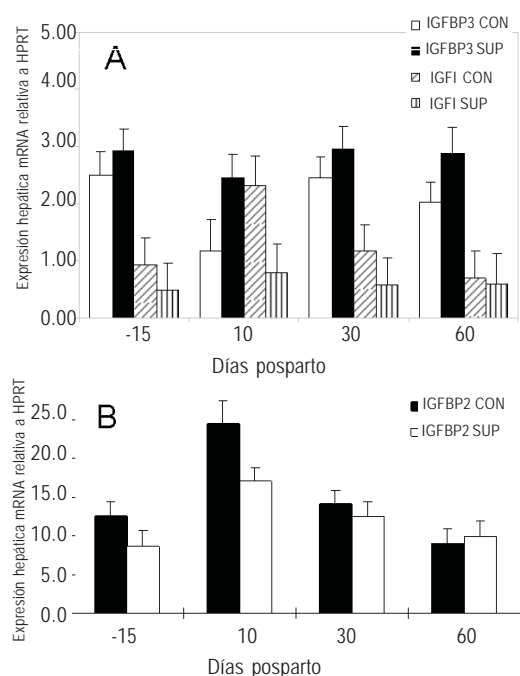 IGFBP3 CON
IGFBP3 SUP
IGFI CON
IGFI SUP
A
Expresión hepática mRNA relativa a HPRT
5.00
4.00
3.00
2.00
1.00
0.00
-15 10 30 60
Días posparto
B
IGFBP2 CON
IGFBP2 SUP
Expresión hepática mRNA relativa a HPRT
25.0
20.0
15.0
10.0
5.0
0.0
-15 10 30 60
Días posparto